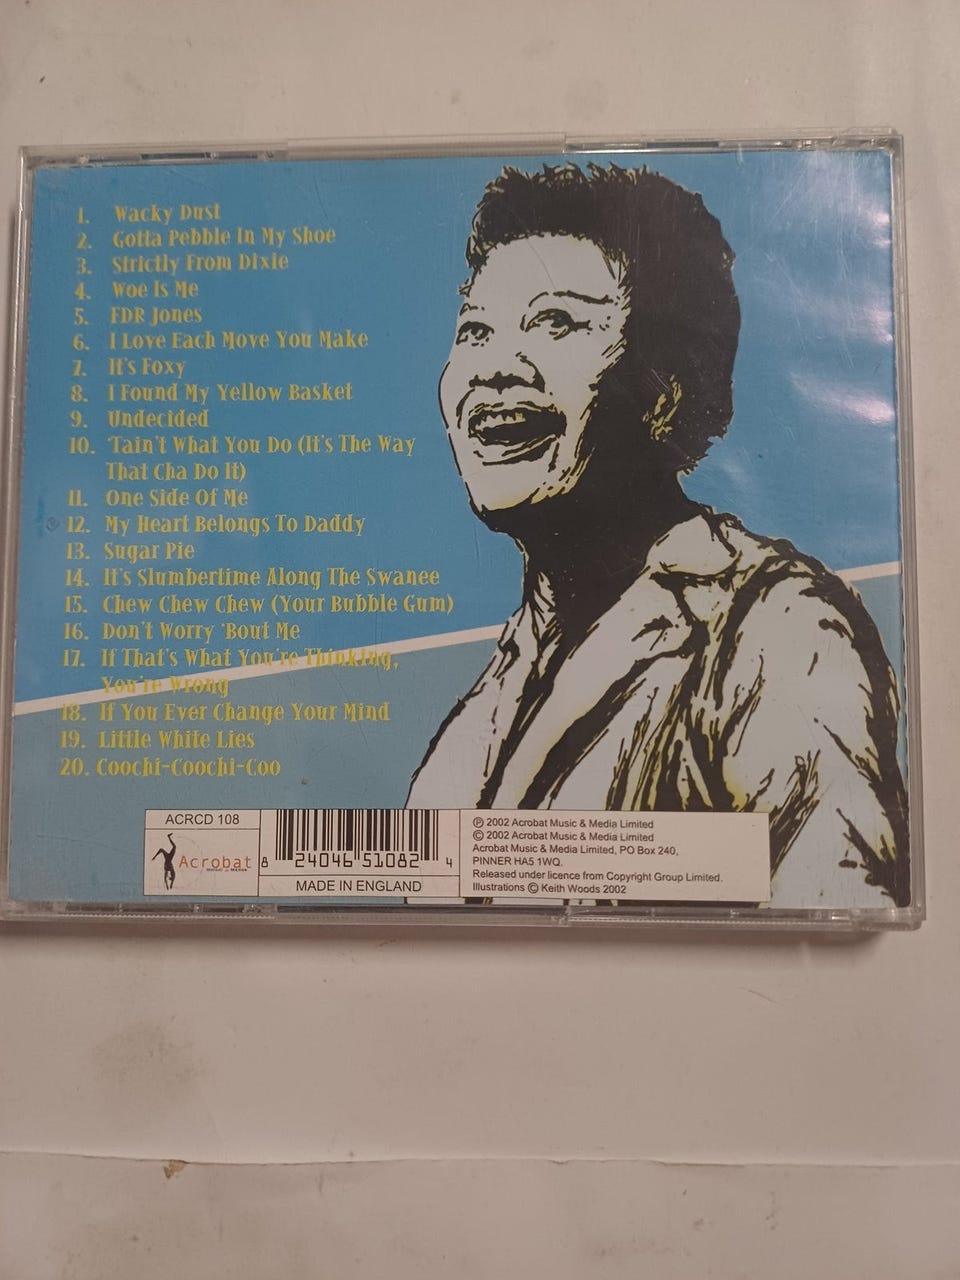 1. Wacky Dust
2. Gotta Pebble In My Shoe
3. Strictly From Dixie
4. Woe Is Me
5. FDR Jones
6. I Love Each Move You Make
7. It's Foxy
8. I Found My Yellow Basket
9. Undecided
10. 'Tain't What You Do (It's The Way
That Cha Do It)
11. One Side Of Me
12. My Heart Belongs To Daddy
13. Sugar Pie
14. It's Slumbertime Along The Swanee
15. Chew Chew Chew (Your Bubble Gum)
16. Don't Worry 'Bout Me
17. If That's What You're Thinking,
You're Wrong
18. If You Ever Change Your Mind
19. Little White Lies
20. Coochi-Coochi-Coo
ACRCD 108
Acrobat
MUSIC & MEDIA
8 24046 51082 4
MADE IN ENGLAND
℗ 2002 Acrobat Music & Media Limited
© 2002 Acrobat Music & Media Limited
Acrobat Music & Media Limited, PO Box 240,
PINNER HA5 1WQ.
Released under licence from Copyright Group Limited.
Illustrations © Keith Woods 2002